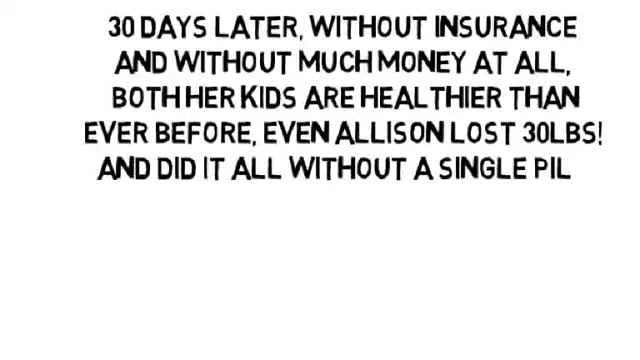 30 DAYS LATER, WITHOUT INSURANCE
AND WITHOUT MUCH MONEY AT ALL,
BOTH HER KIDS ARE HEALTHIER THAN
EVER BEFORE, EVEN ALLISON LOST 30LBS!
AND DID IT ALL WITHOUT A SINGLE PIL